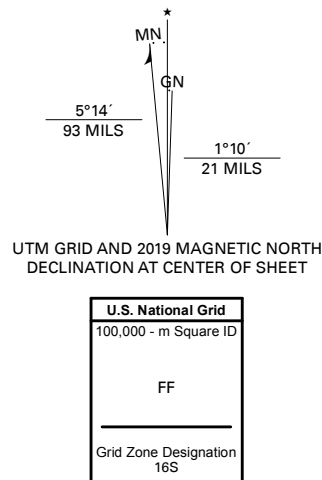 ★
MN
GN
5°14´
93 MILS
1°10´
21 MILS
UTM GRID AND 2019 MAGNETIC NORTH
DECLINATION AT CENTER OF SHEET
U.S. National Grid
100,000 - m Square ID
FF
Grid Zone Designation
16S